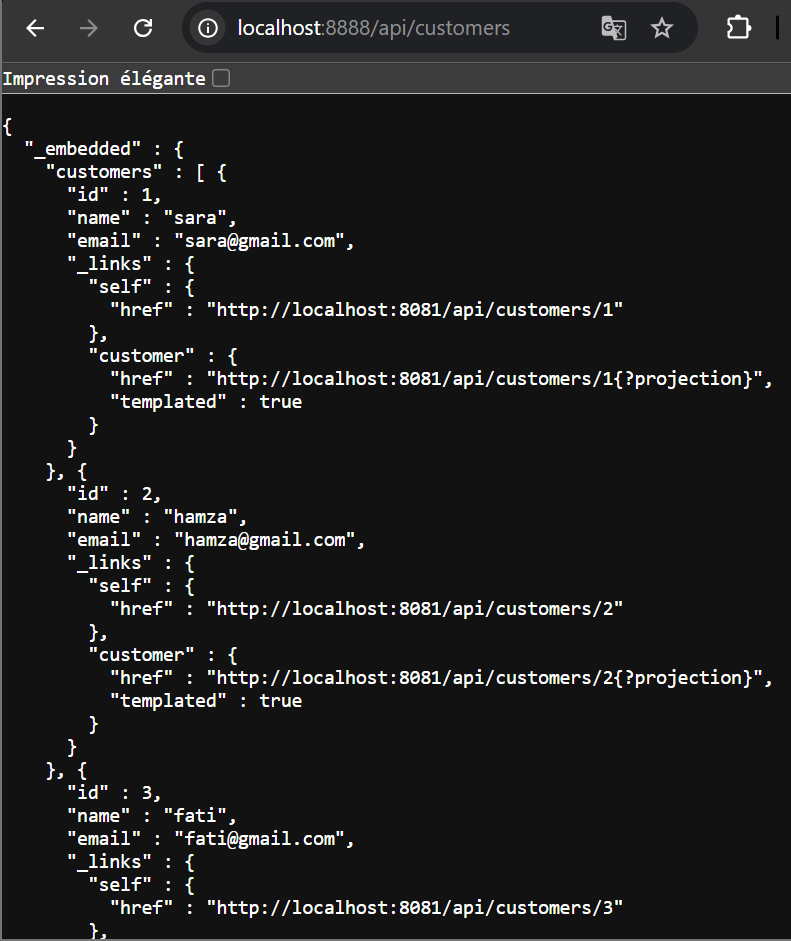 localhost:8888/api/customers
Impression élégante
{
  "_embedded" : {
    "customers" : [ {
      "id" : 1,
      "name" : "sara",
      "email" : "sara@gmail.com",
      "_links" : {
        "self" : {
          "href" : "http://localhost:8081/api/customers/1"
        },
        "customer" : {
          "href" : "http://localhost:8081/api/customers/1{?projection}",
          "templated" : true
        }
      }
    }, {
      "id" : 2,
      "name" : "hamza",
      "email" : "hamza@gmail.com",
      "_links" : {
        "self" : {
          "href" : "http://localhost:8081/api/customers/2"
        },
        "customer" : {
          "href" : "http://localhost:8081/api/customers/2{?projection}",
          "templated" : true
        }
      }
    }, {
      "id" : 3,
      "name" : "fati",
      "email" : "fati@gmail.com",
      "_links" : {
        "self" : {
          "href" : "http://localhost:8081/api/customers/3"
        },